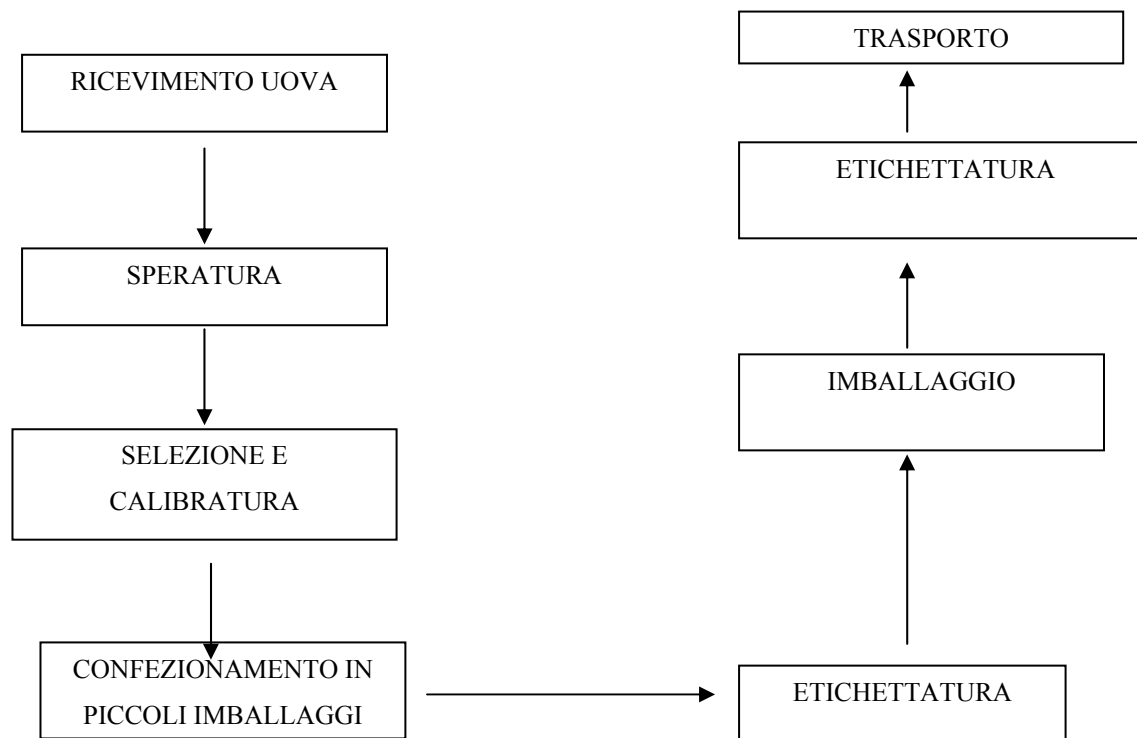 RICEVIMENTO UOVA
SPERATURA
SELEZIONE E
CALIBRATURA
CONFEZIONAMENTO IN
PICCOLI IMBALLAGGI
ETICHETTATURA
IMBALLAGGIO
ETICHETTATURA
TRASPORTO